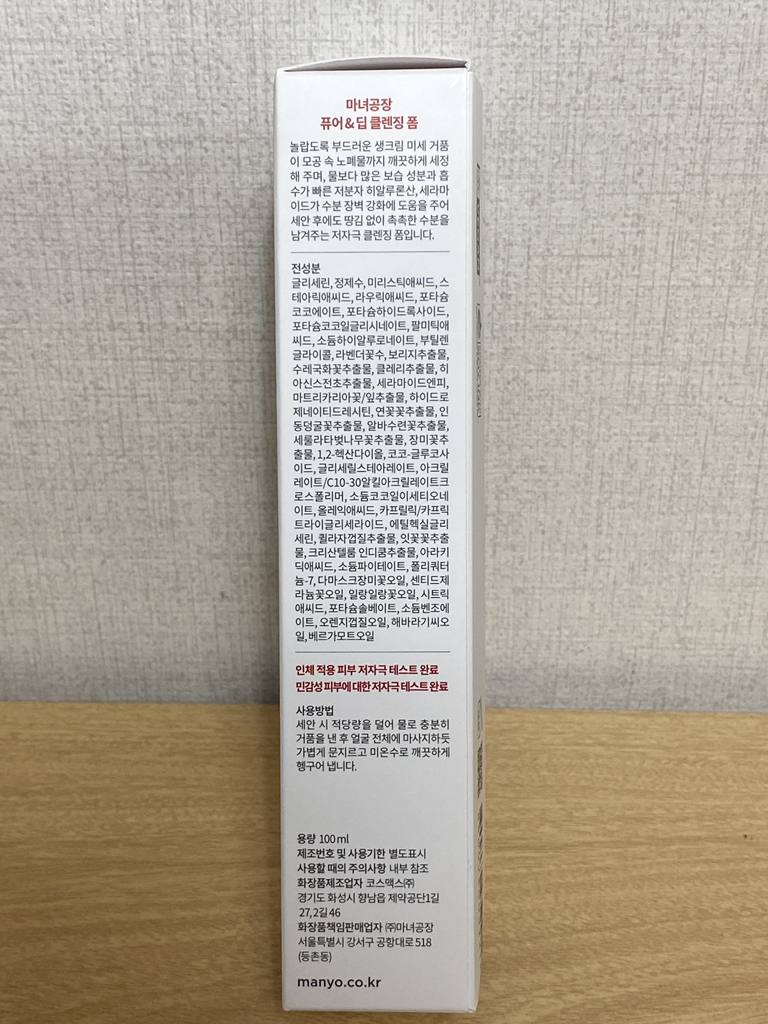 마녀공장
퓨어&딥 클렌징 폼
놀랍도록 부드러운 생크림 미세 거품
이 모공 속 노폐물까지 깨끗하게 세정
해 주며, 물보다 많은 보습 성분과 흡
수가 빠른 저분자 히알루론산, 세라마
이드가 수분 장벽 강화에 도움을 주어
세안 후에도 땅김 없이 촉촉한 수분을
남겨주는 저자극 클렌징 폼입니다.
전성분
글리세린, 정제수, 미리스틱애씨드, 스
테아릭애씨드, 라우릭애씨드, 포타슘
코코에이트, 포타슘하이드록사이드,
포타슘코코일글리시네이트, 팔미틱애
씨드, 소듐하이알루로네이트, 부틸렌
글라이콜, 라벤더꽃수, 보리지추출물,
수레국화꽃추출물, 클레리추출물, 히
아신스전초추출물, 세라마이드엔피,
마트리카리아꽃/잎추출물, 하이드로
제네이티드레시틴, 연꽃꽃추출물, 인
동덩굴꽃추출물, 알바수련꽃추출물,
세룰라타벚나무꽃추출물, 장미꽃추
출물, 1,2-헥산다이올, 코코-글루코사
이드, 글리세릴스테아레이트, 아크릴
레이트/C10-30알킬아크릴레이트크
로스폴리머, 소듐코코일이세티오네
이트, 올레익애씨드, 카프릴릭/카프릭
트라이글리세라이드, 에틸헥실글리
세린, 퀼라자껍질추출물, 잇꽃꽃추출
물, 크리산텔룸 인디쿰추출물, 아라키
딕애씨드, 소듐파이테이트, 폴리쿼터
늄-7, 다마스크장미꽃오일, 센티드제
라늄꽃오일, 일랑일랑꽃오일, 시트릭
애씨드, 포타슘솔베이트, 소듐벤조에
이트, 오렌지껍질오일, 해바라기씨오
일, 베르가모트오일
인체 적용 피부 저자극 테스트 완료
민감성 피부에 대한 저자극 테스트 완료
사용방법
세안 시 적당량을 덜어 물로 충분히
거품을 낸 후 얼굴 전체에 마사지하듯
가볍게 문지르고 미온수로 깨끗하게
헹구어 냅니다.
용량 100ml
제조번호 및 사용기한 별도표시
사용할 때의 주의사항 내부 참조
화장품제조업자 코스맥스㈜
경기도 화성시 향남읍 제약공단1길
27, 2길 46
화장품책임판매업자 ㈜마녀공장
서울특별시 강서구 공항대로 518
(등촌동)
manyo.co.kr